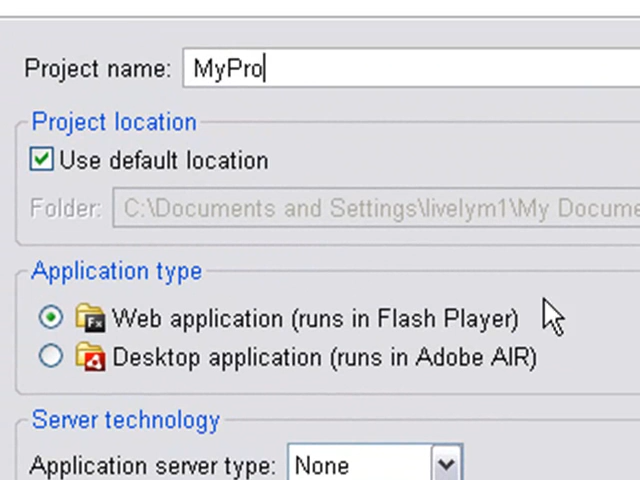 Project name: MyPro
Project location
Use default location
Folder: C:\Documents and Settings\livelym1\My Docume
Application type
Web application (runs in Flash Player)
Desktop application (runs in Adobe AIR)
Server technology
Application server type: None